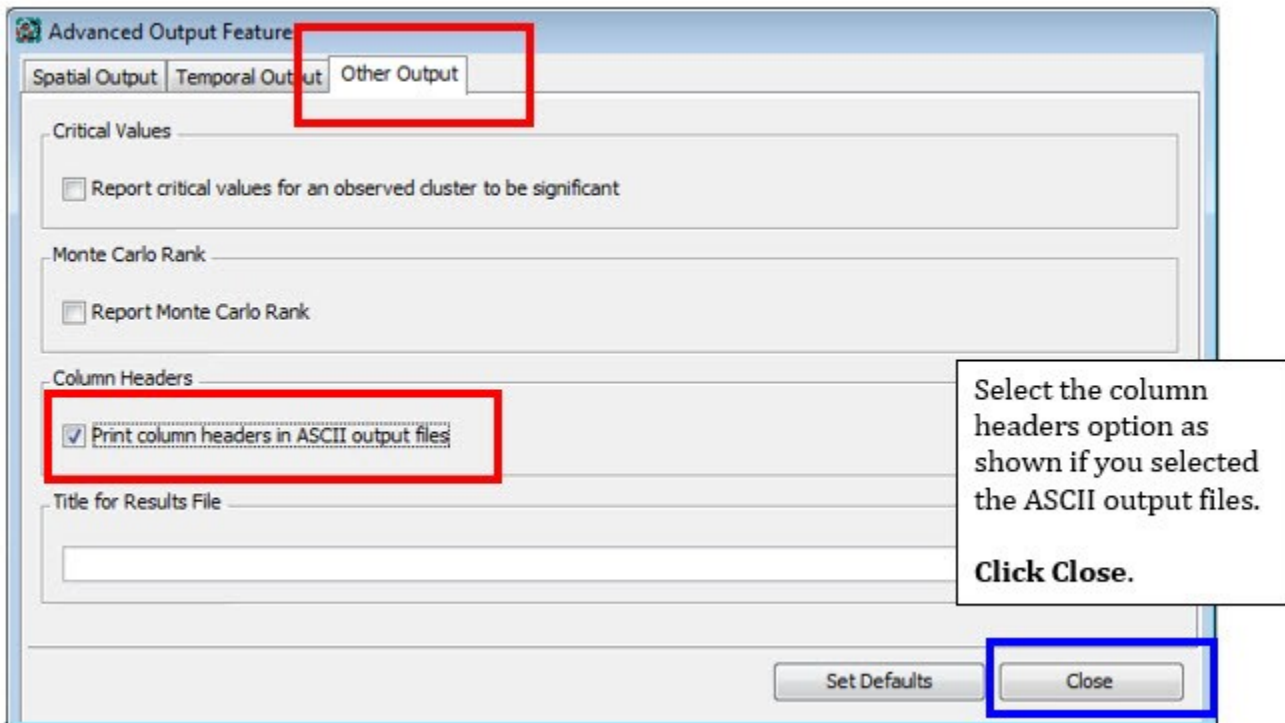 Advanced Output Feature
Spatial Output Temporal Output Other Output
Critical Values
Report critical values for an observed cluster to be significant
Monte Carlo Rank
Report Monte Carlo Rank
Column Headers
Print column headers in ASCII output files
Title for Results File
Select the column
headers option as
shown if you selected
the ASCII output files.
Click Close.
Set Defaults Close